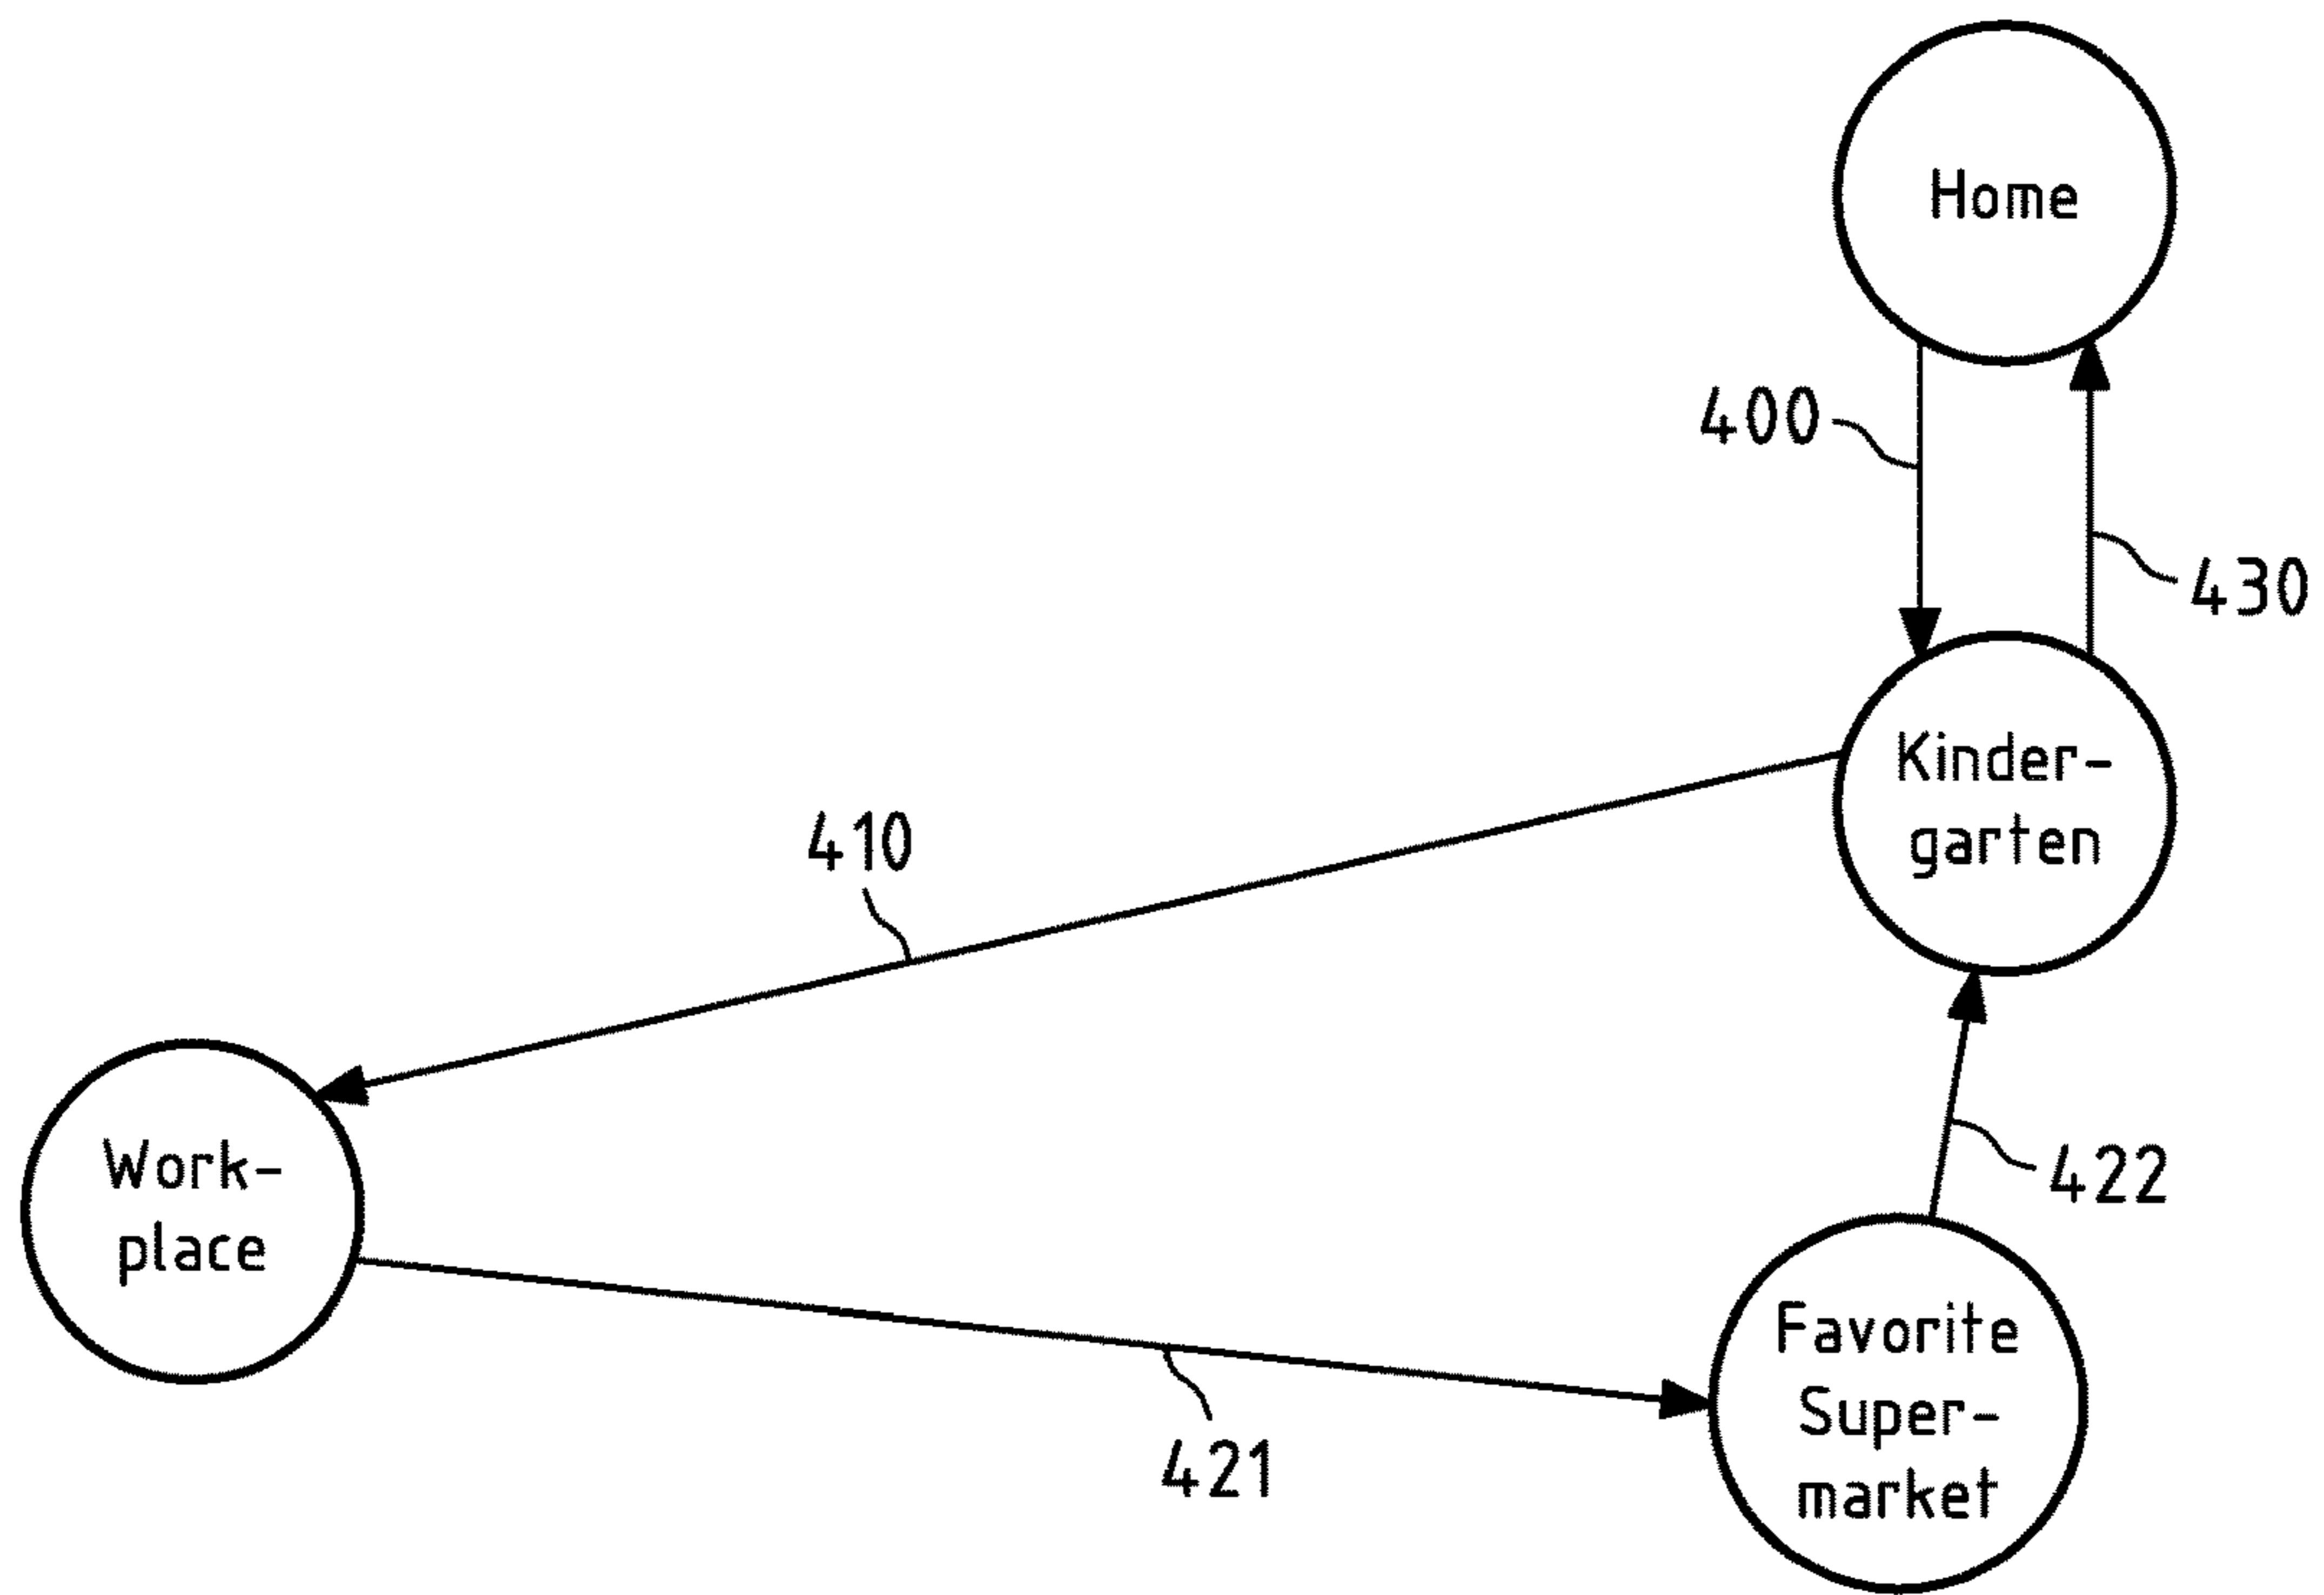 Home
400
430
Kinder-
garten
410
Work-
place
422
Favorite
Super-
market
421